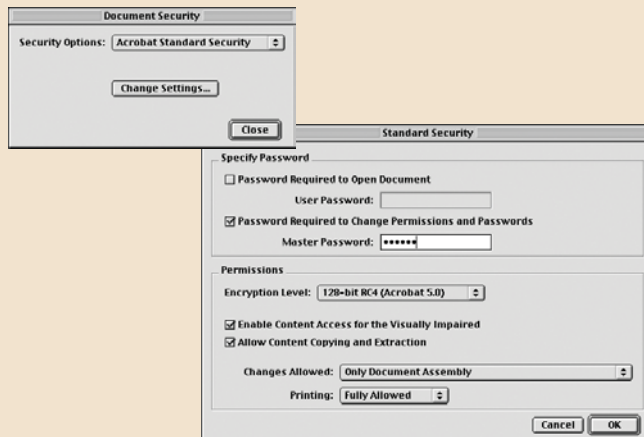 Document Security
Security Options: Acrobat Standard Security
Change Settings...
Close
Standard Security
Specify Password
Password Required to Open Document
User Password:
Password Required to Change Permissions and Passwords
Master Password: ••••••
Permissions
Encryption Level: 128-bit RC4 (Acrobat 5.0)
Enable Content Access for the Visually Impaired
Allow Content Copying and Extraction
Changes Allowed: Only Document Assembly
Printing: Fully Allowed
Cancel OK